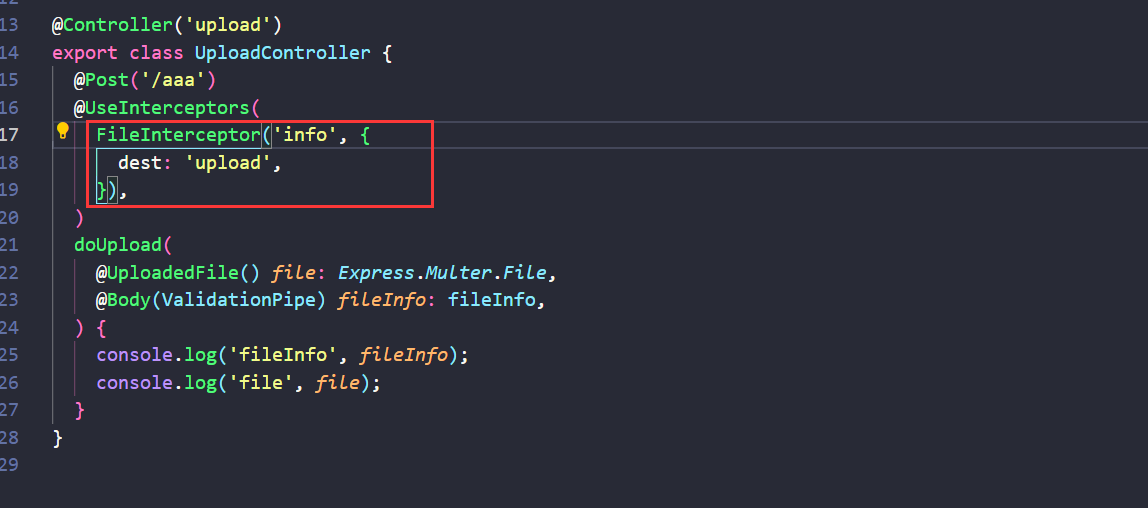 13 @Controller('upload')
14 export class UploadController {
15   @Post('/aaa')
16   @UseInterceptors(
17     FileInterceptor('info', {
18       dest: 'upload',
19     }),
20   )
21   doUpload(
22     @UploadedFile() file: Express.Multer.File,
23     @Body(ValidationPipe) fileInfo: fileInfo,
24   ) {
25     console.log('fileInfo', fileInfo);
26     console.log('file', file);
27   }
28 }
29